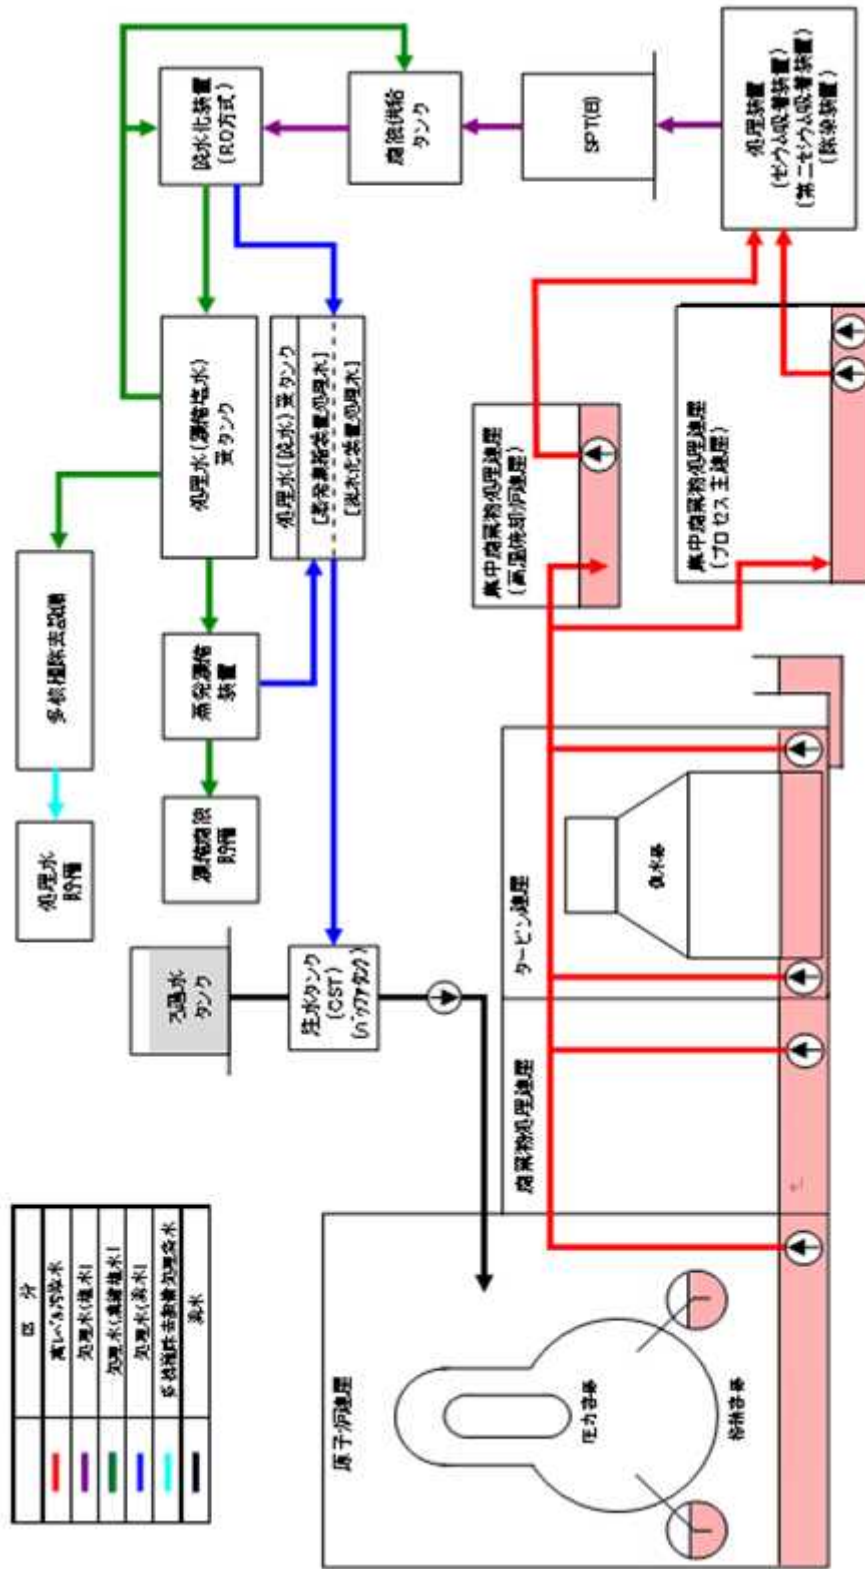 区 分
高レベル汚染水
処理水(塩水)
処理水(濃縮塩水)
処理水(淡水)
多核種除去設備処理済水
淡水
処理水
貯槽
多核種除去設備
濃縮廃液
貯槽
蒸発濃縮
装置
処理水(濃縮塩水)
受タンク
淡水化装置
(RO方式)
ろ過水
タンク
注水タンク
(CST)
(バッファタンク)
処理水(淡水)受タンク
[蒸発濃縮装置処理水]
[淡水化装置処理水]
廃液供給
タンク
SPT(B)
処理装置
(セシウム吸着装置)
(第二セシウム吸着装置)
(除染装置)
原子炉建屋
圧力容器
格納容器
廃棄物処理建屋
タービン建屋
復水器
集中廃棄物処理建屋
(高温焼却炉建屋)
集中廃棄物処理建屋
(プロセス主建屋)